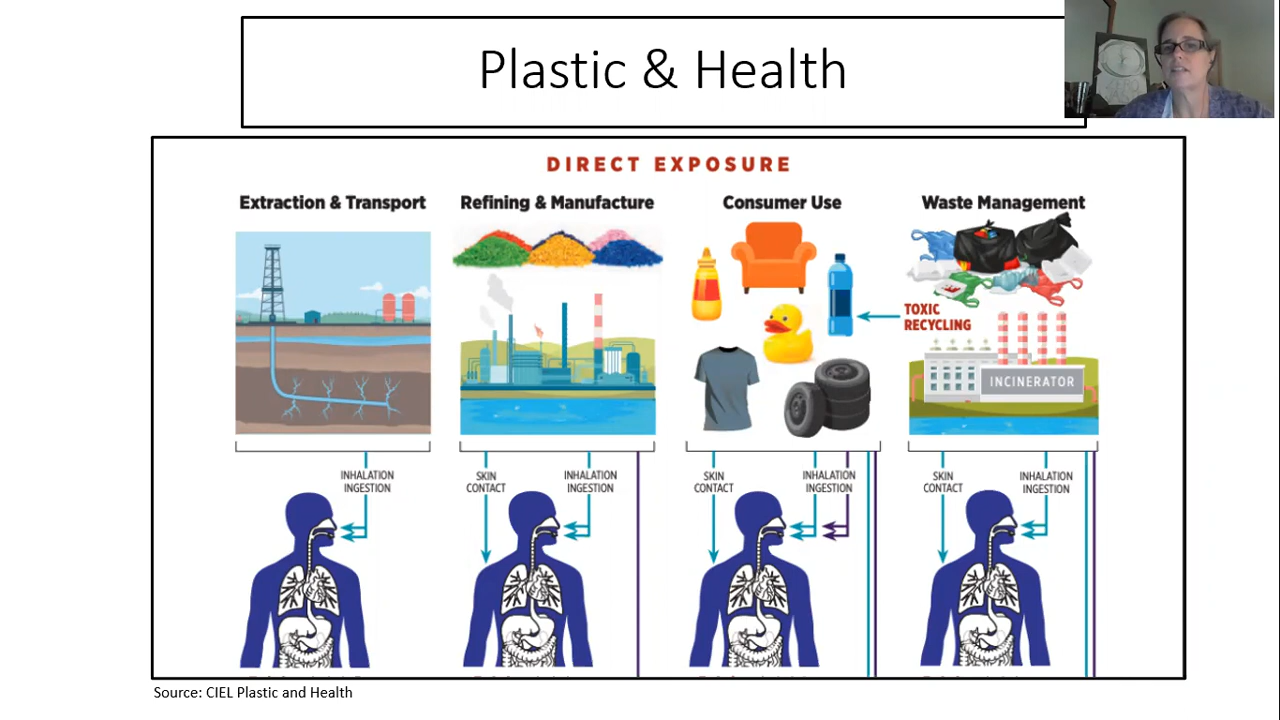 Plastic & Health
DIRECT EXPOSURE
Extraction & Transport
Refining & Manufacture
Consumer Use
Waste Management
TOXIC
RECYCLING
INCINERATOR
INHALATION
INGESTION
SKIN
CONTACT
INHALATION
INGESTION
SKIN
CONTACT
INHALATION
INGESTION
SKIN
CONTACT
INHALATION
INGESTION
Source: CIEL Plastic and Health